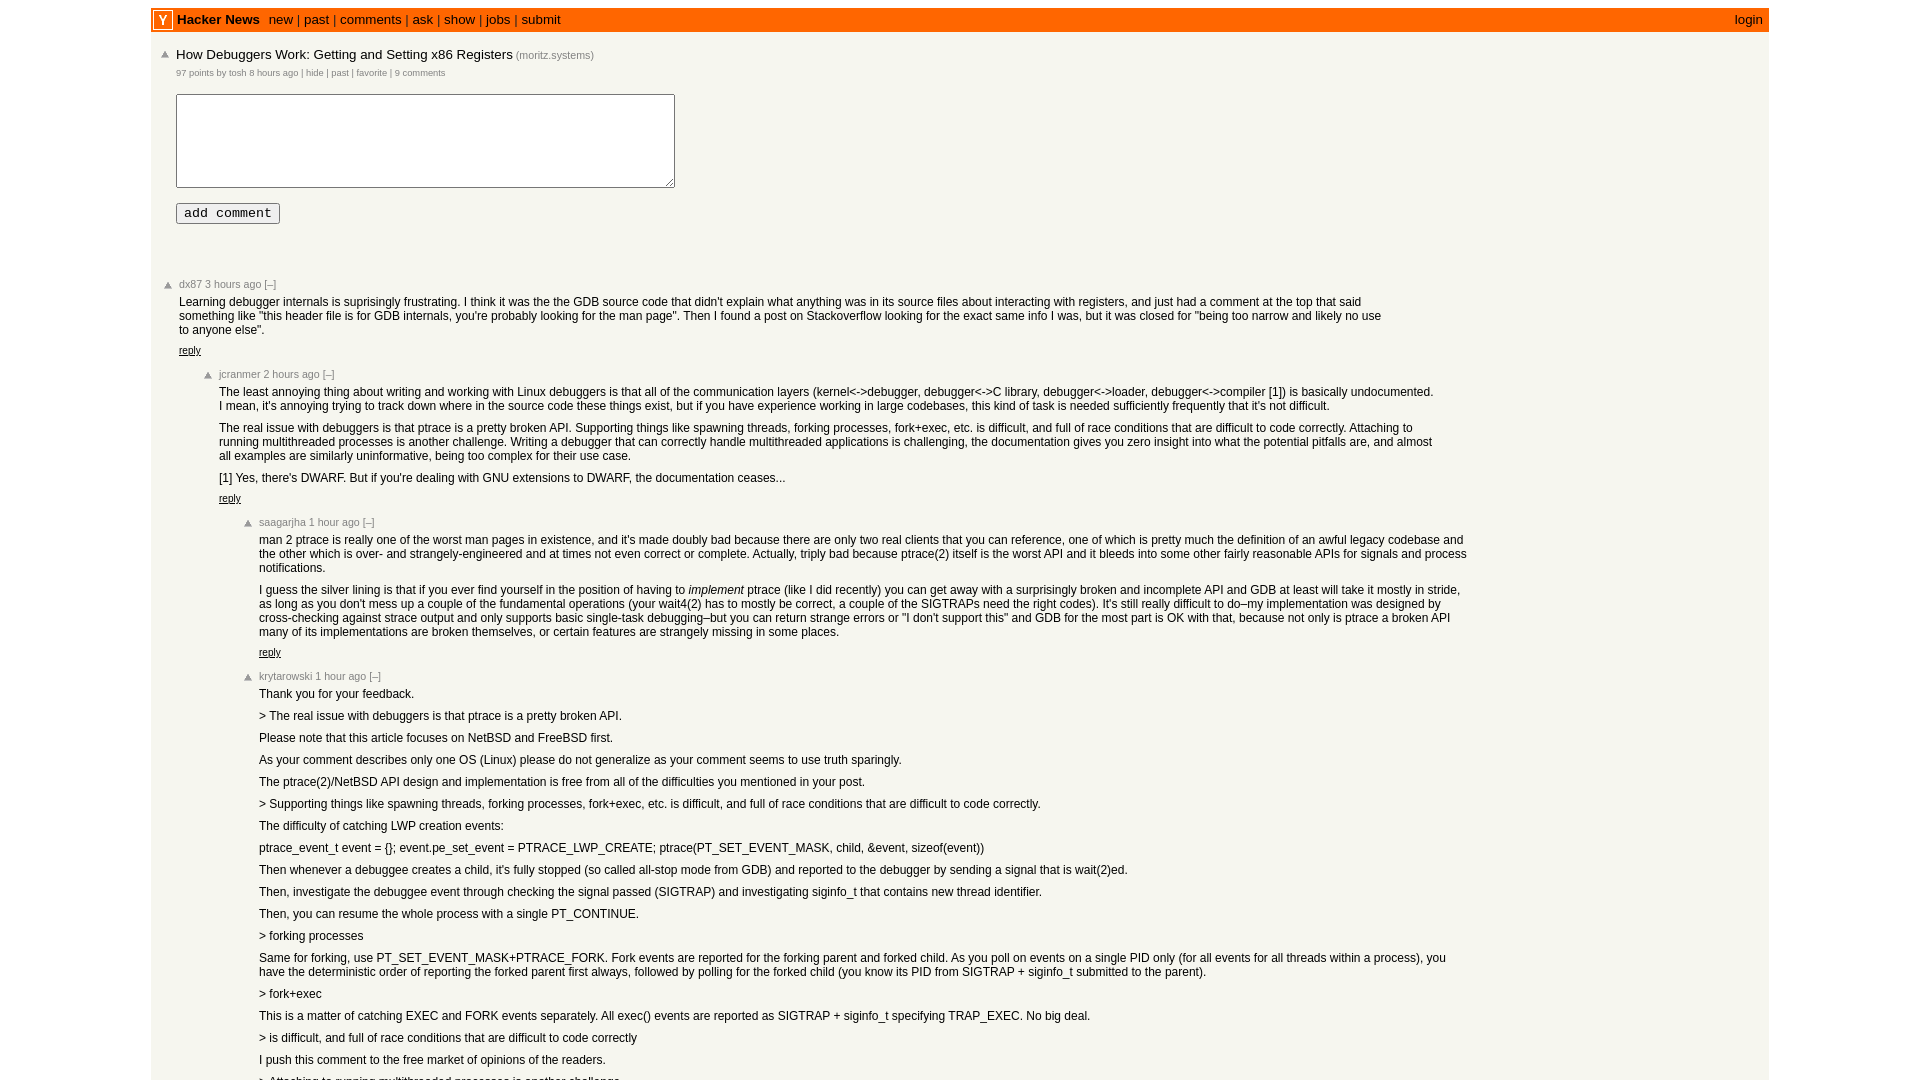 Y Hacker News new | past | comments | ask | show | jobs | submit login
How Debuggers Work: Getting and Setting x86 Registers (moritz.systems)
97 points by tosh 8 hours ago | hide | past | favorite | 9 comments
add comment
dx87 3 hours ago [–]
Learning debugger internals is suprisingly frustrating. I think it was the the GDB source code that didn't explain what anything was in its source files about interacting with registers, and just had a comment at the top that said
something like "this header file is for GDB internals, you're probably looking for the man page". Then I found a post on Stackoverflow looking for the exact same info I was, but it was closed for "being too narrow and likely no use
to anyone else".
reply
jcranmer 2 hours ago [–]
The least annoying thing about writing and working with Linux debuggers is that all of the communication layers (kernel<->debugger, debugger<->C library, debugger<->loader, debugger<->compiler [1]) is basically undocumented.
I mean, it's annoying trying to track down where in the source code these things exist, but if you have experience working in large codebases, this kind of task is needed sufficiently frequently that it's not difficult.
The real issue with debuggers is that ptrace is a pretty broken API. Supporting things like spawning threads, forking processes, fork+exec, etc. is difficult, and full of race conditions that are difficult to code correctly. Attaching to
running multithreaded processes is another challenge. Writing a debugger that can correctly handle multithreaded applications is challenging, the documentation gives you zero insight into what the potential pitfalls are, and almost
all examples are similarly uninformative, being too complex for their use case.
[1] Yes, there's DWARF. But if you're dealing with GNU extensions to DWARF, the documentation ceases...
reply
saagarjha 1 hour ago [–]
man 2 ptrace is really one of the worst man pages in existence, and it's made doubly bad because there are only two real clients that you can reference, one of which is pretty much the definition of an awful legacy codebase and
the other which is over- and strangely-engineered and at times not even correct or complete. Actually, triply bad because ptrace(2) itself is the worst API and it bleeds into some other fairly reasonable APIs for signals and process
notifications.
I guess the silver lining is that if you ever find yourself in the position of having to implement ptrace (like I did recently) you can get away with a surprisingly broken and incomplete API and GDB at least will take it mostly in stride,
as long as you don't mess up a couple of the fundamental operations (your wait4(2) has to mostly be correct, a couple of the SIGTRAPs need the right codes). It's still really difficult to do–my implementation was designed by
cross-checking against strace output and only supports basic single-task debugging–but you can return strange errors or "I don't support this" and GDB for the most part is OK with that, because not only is ptrace a broken API
many of its implementations are broken themselves, or certain features are strangely missing in some places.
reply
krytarowski 1 hour ago [–]
Thank you for your feedback.
> The real issue with debuggers is that ptrace is a pretty broken API.
Please note that this article focuses on NetBSD and FreeBSD first.
As your comment describes only one OS (Linux) please do not generalize as your comment seems to use truth sparingly.
The ptrace(2)/NetBSD API design and implementation is free from all of the difficulties you mentioned in your post.
> Supporting things like spawning threads, forking processes, fork+exec, etc. is difficult, and full of race conditions that are difficult to code correctly.
The difficulty of catching LWP creation events:
ptrace_event_t event = {}; event.pe_set_event = PTRACE_LWP_CREATE; ptrace(PT_SET_EVENT_MASK, child, &event, sizeof(event))
Then whenever a debuggee creates a child, it's fully stopped (so called all-stop mode from GDB) and reported to the debugger by sending a signal that is wait(2)ed.
Then, investigate the debuggee event through checking the signal passed (SIGTRAP) and investigating siginfo_t that contains new thread identifier.
Then, you can resume the whole process with a single PT_CONTINUE.
> forking processes
Same for forking, use PT_SET_EVENT_MASK+PTRACE_FORK. Fork events are reported for the forking parent and forked child. As you poll on events on a single PID only (for all events for all threads within a process), you
have the deterministic order of reporting the forked parent first always, followed by polling for the forked child (you know its PID from SIGTRAP + siginfo_t submitted to the parent).
> fork+exec
This is a matter of catching EXEC and FORK events separately. All exec() events are reported as SIGTRAP + siginfo_t specifying TRAP_EXEC. No big deal.
> is difficult, and full of race conditions that are difficult to code correctly
I push this comment to the free market of opinions of the readers.
> Attaching to running multithreaded processes is another challenge